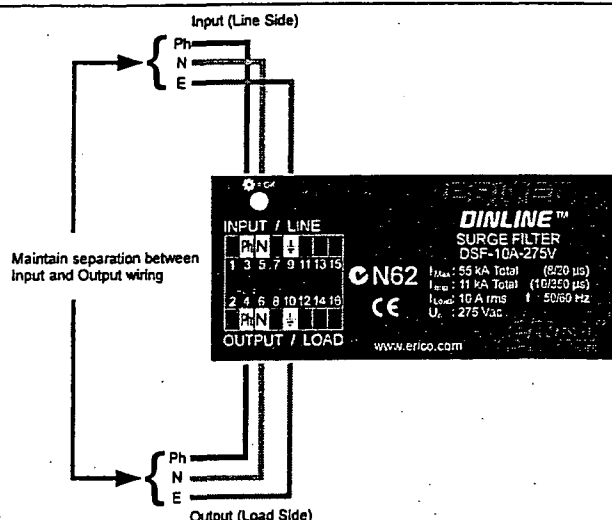 Input (Line Side)
Ph
N
E
Maintain separation between
Input and Output wiring
= OK
INPUT / LINE
Ph N
1 3 5 7 9 11 13 15
2 4 6 8 10 12 14 16
Ph N
OUTPUT / LOAD
N62
CE
DINLINE™
SURGE FILTER
DSF-10A-275V
IMax : 55 kA Total (8/20 µs)
Iimp : 11 kA Total (10/350 µs)
ILoad : 10 A rms f 50/60 Hz
Uc : 275 Vac
www.erico.com
Ph
N
E
Output (Load Side)